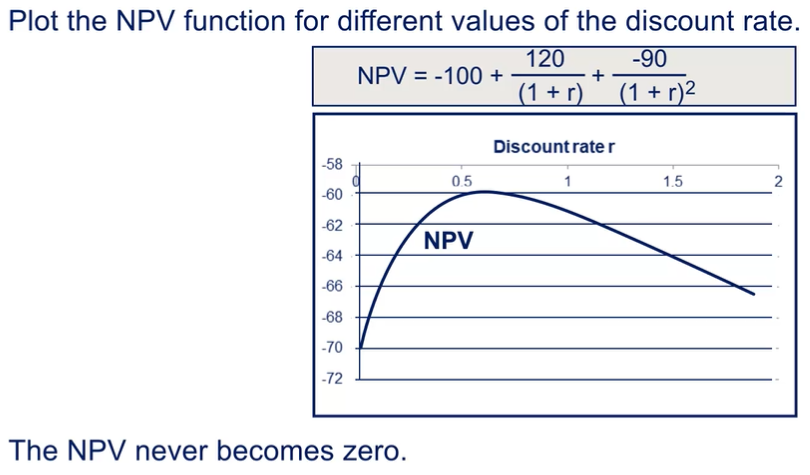 Plot the NPV function for different values of the discount rate.
NPV = -100 + 120/(1 + r) + -90/(1 + r)2
Discount rate r
-58
0 0.5 1 1.5 2
-60
-62
NPV
-64
-66
-68
-70
-72
The NPV never becomes zero.